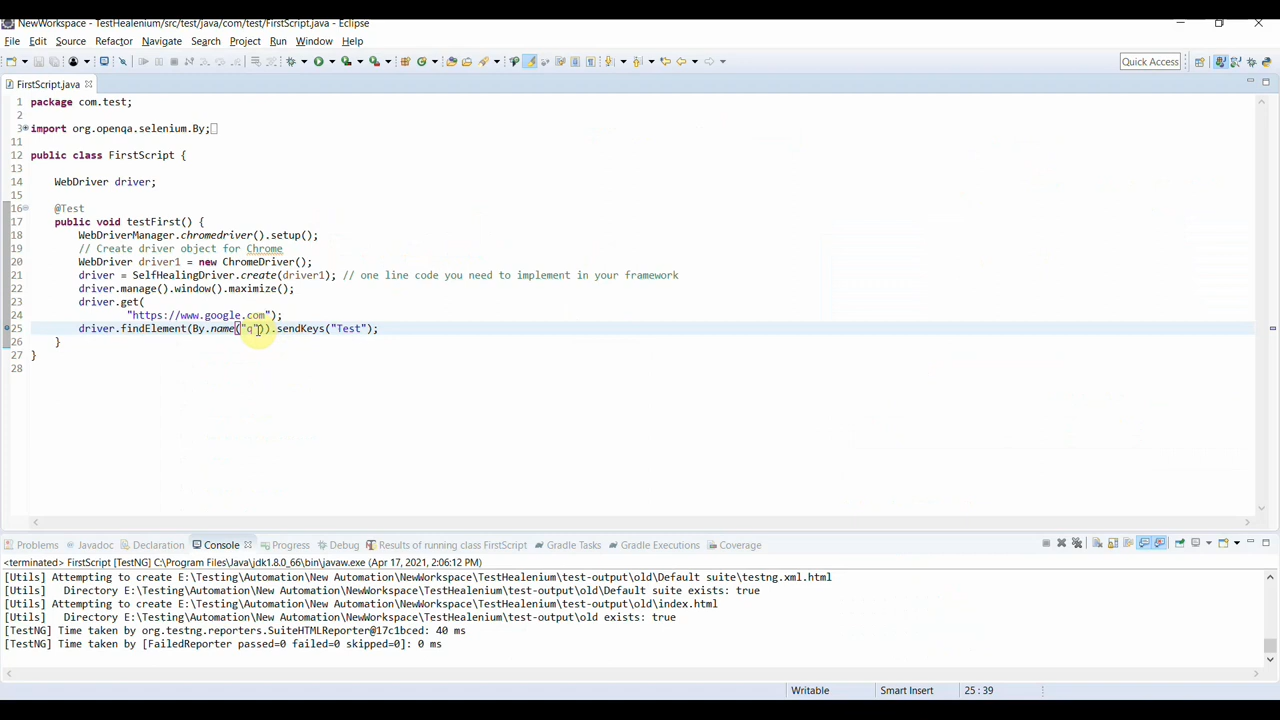 NewWorkspace - TestHealenium/src/test/java/com/test/FirstScript.java - Eclipse
File Edit Source Refactor Navigate Search Project Run Window Help
Quick Access
FirstScript.java
1 package com.test;
2
3 import org.openqa.selenium.By;
11
12 public class FirstScript {
13
14 WebDriver driver;
15
16 @Test
17 public void testFirst() {
18 WebDriverManager.chromedriver().setup();
19 // Create driver object for Chrome
20 WebDriver driver1 = new ChromeDriver();
21 driver = SelfHealingDriver.create(driver1); // one line code you need to implement in your framework
22 driver.manage().window().maximize();
23 driver.get(
24 "https://www.google.com");
25 driver.findElement(By.name("q")).sendKeys("Test");
26 }
27 }
28
Problems Javadoc Declaration Console Progress Debug Results of running class FirstScript Gradle Tasks Gradle Executions Coverage
<terminated> FirstScript [TestNG] C:\Program Files\Java\jdk1.8.0_66\bin\javaw.exe (Apr 17, 2021, 2:06:12 PM)
[Utils] Attempting to create E:\Testing\Automation\New Automation\NewWorkspace\TestHealenium\test-output\old\Default suite\testng.xml.html
[Utils] Directory E:\Testing\Automation\New Automation\NewWorkspace\TestHealenium\test-output\old\Default suite exists: true
[Utils] Attempting to create E:\Testing\Automation\New Automation\NewWorkspace\TestHealenium\test-output\old\index.html
[Utils] Directory E:\Testing\Automation\New Automation\NewWorkspace\TestHealenium\test-output\old exists: true
[TestNG] Time taken by org.testng.reporters.SuiteHTMLReporter@17c1bced: 40 ms
[TestNG] Time taken by [FailedReporter passed=0 failed=0 skipped=0]: 0 ms
Writable Smart Insert 25 : 39